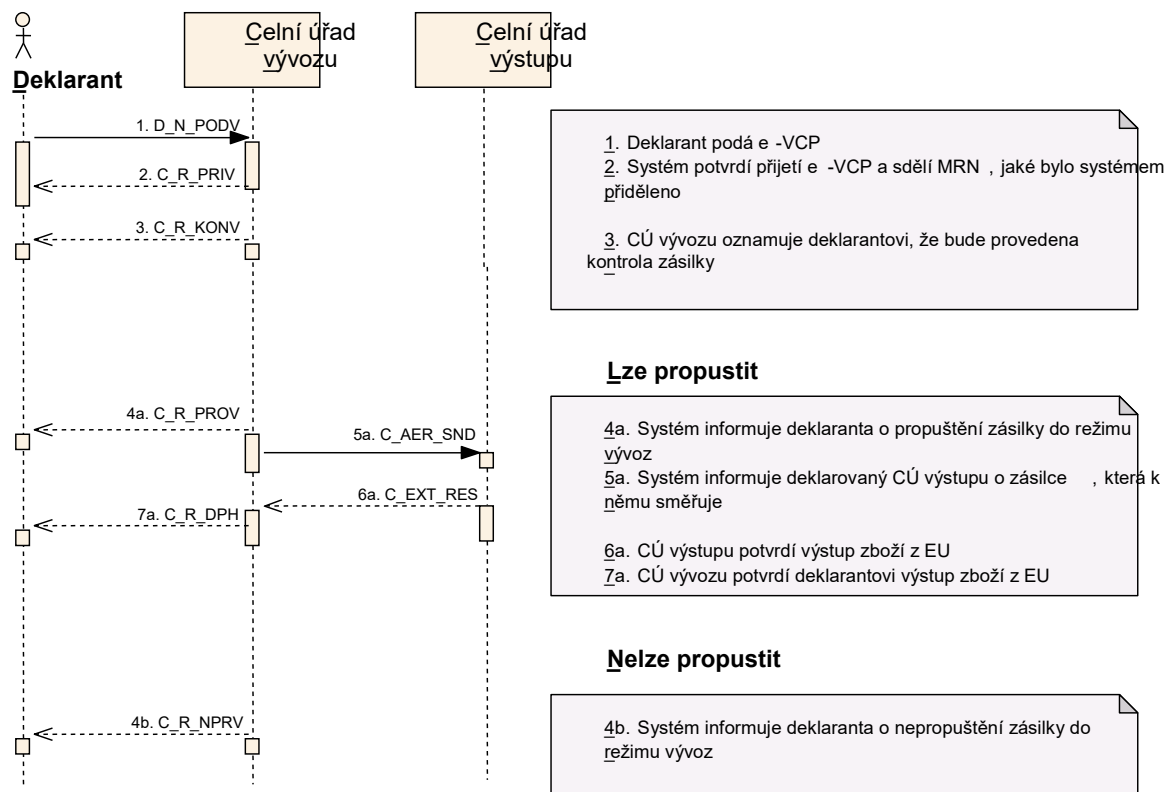 Celní úřad
vývozu
Celní úřad
výstupu
Deklarant
1. D_N_PODV
2. C_R_PRIV
3. C_R_KONV
1. Deklarant podá e -VCP
2. Systém potvrdí přijetí e -VCP a sdělí MRN , jaké bylo systémem
přiděleno
3. CÚ vývozu oznamuje deklarantovi, že bude provedena
kontrola zásilky
Lze propustit
4a. C_R_PROV
5a. C_AER_SND
6a. C_EXT_RES
7a. C_R_DPH
4a. Systém informuje deklaranta o propuštění zásilky do režimu
vývoz
5a. Systém informuje deklarovaný CÚ výstupu o zásilce , která k
němu směřuje
6a. CÚ výstupu potvrdí výstup zboží z EU
7a. CÚ vývozu potvrdí deklarantovi výstup zboží z EU
Nelze propustit
4b. C_R_NPRV
4b. Systém informuje deklaranta o nepropuštění zásilky do
režimu vývoz